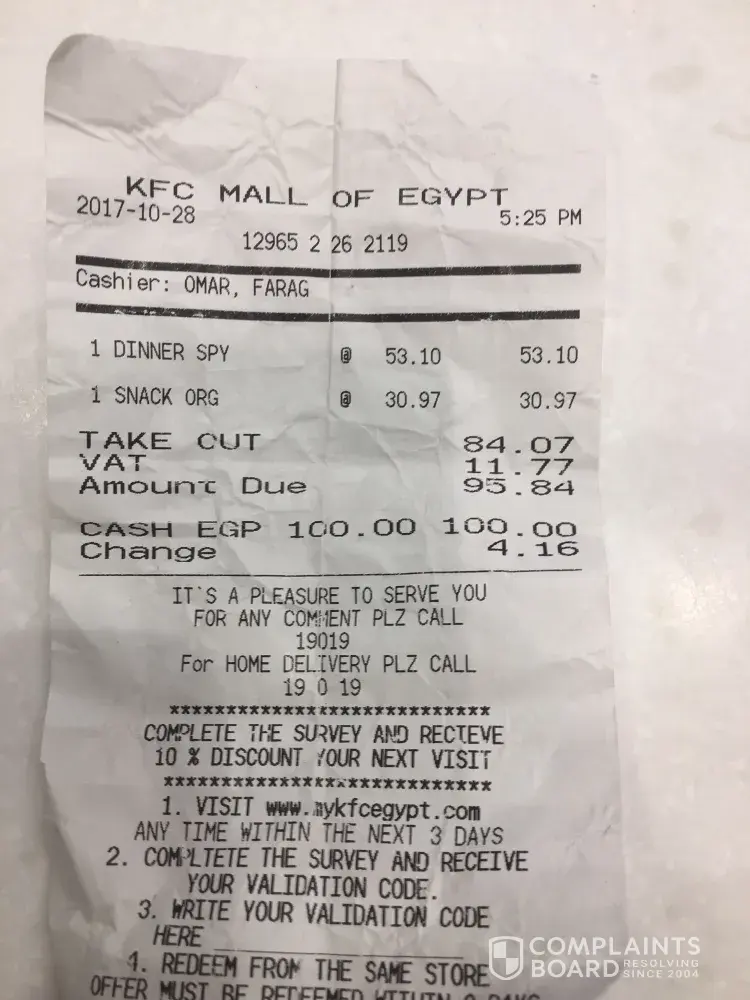 KFC MALL OF EGYPT
2017-10-28 5:25 PM
12965 2 26 2119
Cashier: OMAR, FARAG
1 DINNER SPY @ 53.10 53.10
1 SNACK ORG @ 30.97 30.97
TAKE OUT 84.07
VAT 11.77
Amount Due 95.84
CASH EGP 100.00 100.00
Change 4.16
IT'S A PLEASURE TO SERVE YOU
FOR ANY COMMENT PLZ CALL
19019
For HOME DELIVERY PLZ CALL
19 0 19
*****************************
COMPLETE THE SURVEY AND RECIEVE
10 % DISCOUNT YOUR NEXT VISIT
*****************************
1. VISIT www.mykfcegypt.com
ANY TIME WITHIN THE NEXT 3 DAYS
2. COMPLTETE THE SURVEY AND RECEIVE
YOUR VALIDATION CODE.
3. WRITE YOUR VALIDATION CODE
HERE ________________
4. REDEEM FROM THE SAME STORE
OFFER MUST BE REDEEMED WITHIN
COMPLAINTS
BOARD RESOLVING
SINCE 2004